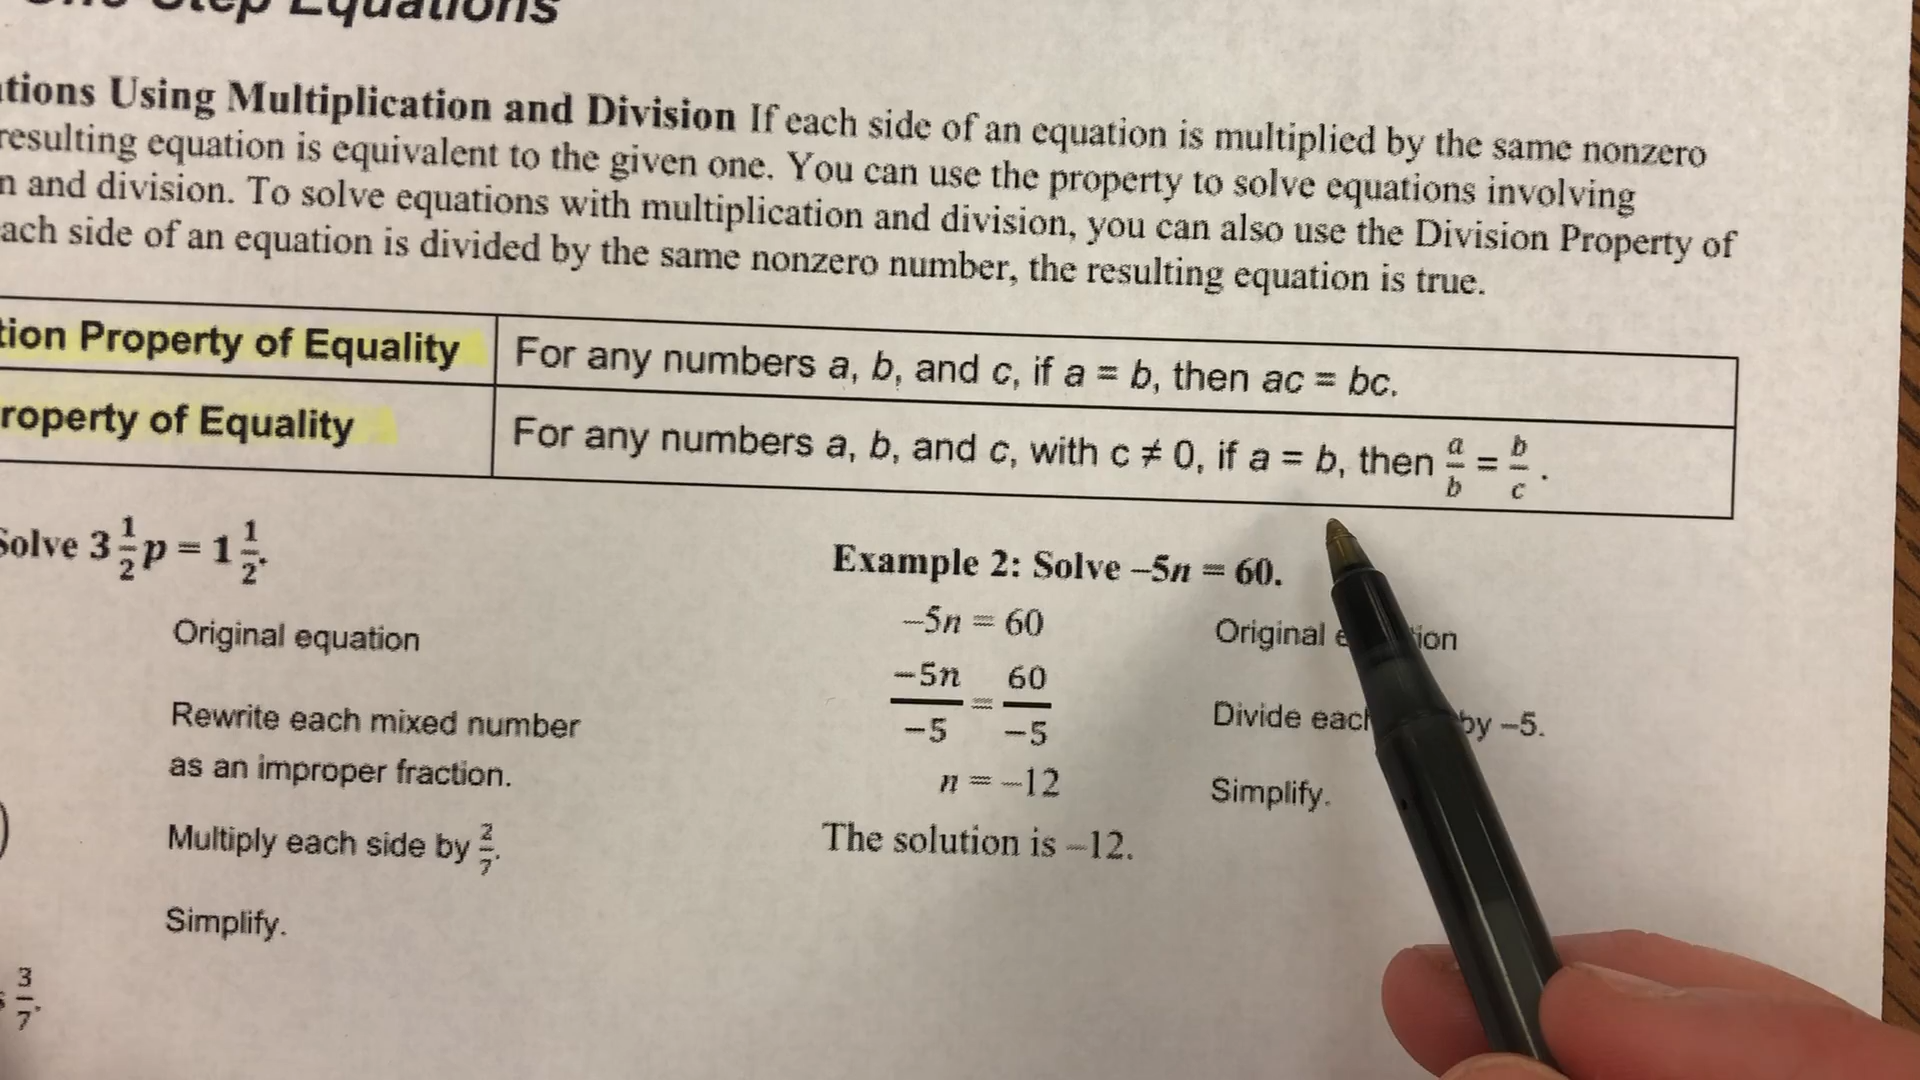 One-Step Equations
tions Using Multiplication and Division If each side of an equation is multiplied by the same nonzero
resulting equation is equivalent to the given one. You can use the property to solve equations involving
n and division. To solve equations with multiplication and division, you can also use the Division Property of
ach side of an equation is divided by the same nonzero number, the resulting equation is true.
tion Property of Equality For any numbers a, b, and c, if a = b, then ac = bc.
roperty of Equality For any numbers a, b, and c, with c ≠ 0, if a = b, then a/b = b/c .
Solve 3 1/2 p = 1 1/2.
Original equation
Rewrite each mixed number
as an improper fraction.
)
Multiply each side by 2/7.
Simplify.
s 3/7.
Example 2: Solve –5n = 60.
–5n = 60 Original e tion
–5n/–5 = 60/–5 Divide each by –5.
n = –12 Simplify.
The solution is –12.